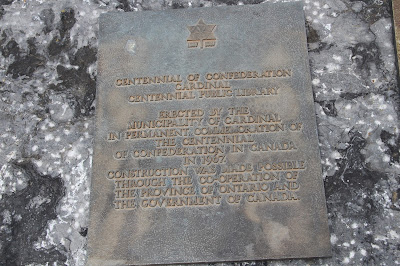 CENTENNIAL OF CONFEDERATION
CARDINAL
CENTENNIAL PUBLIC LIBRARY
ERECTED BY THE
MUNICIPALITY OF CARDINAL
IN PERMANENT COMMEMORATION OF
THE CENTENNIAL
OF CONFEDERATION IN CANADA
IN 1967.
CONSTRUCTION WAS MADE POSSIBLE
THROUGH THE CO-OPERATION OF
THE PROVINCE OF ONTARIO AND
THE GOVERNMENT OF CANADA.